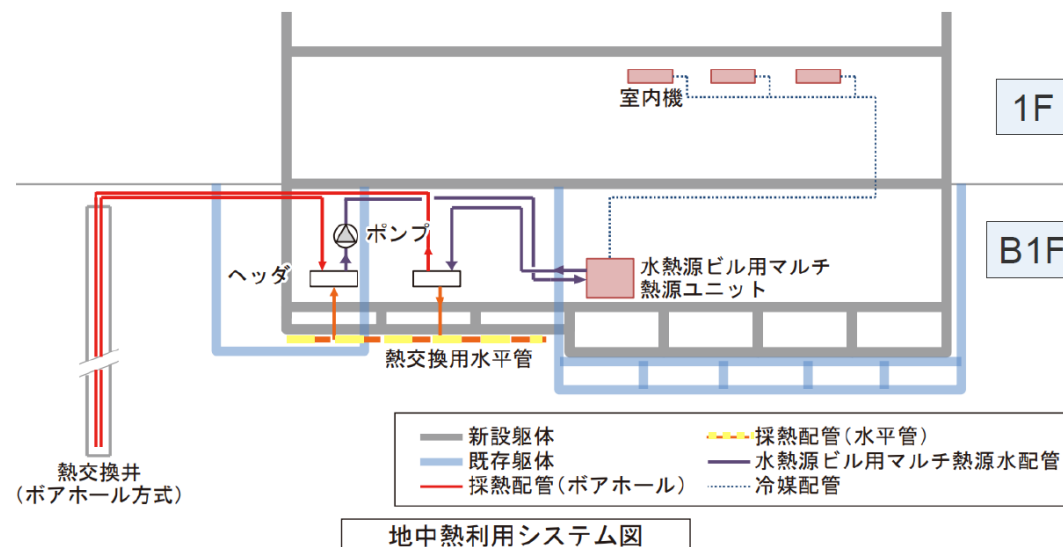 室内機
1F
ポンプ
ヘッダ
水熱源ビル用マルチ
熱源ユニット
B1F
熱交換用水平管
熱交換井
(ボアホール方式)
新設躯体
既存躯体
採熱配管(ボアホール)
採熱配管(水平管)
水熱源ビル用マルチ熱源水配管
冷媒配管
地中熱利用システム図